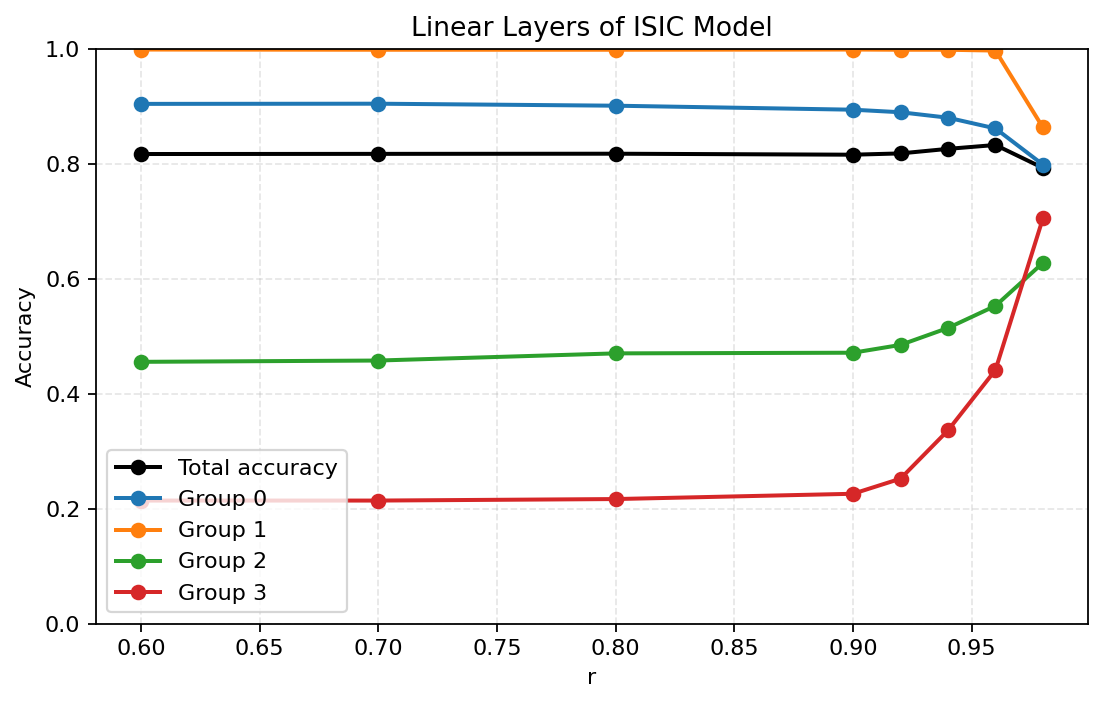 Linear Layers of ISIC Model
1.0
0.8
0.6
0.4
0.2
0.0
Accuracy
Total accuracy
Group 0
Group 1
Group 2
Group 3
0.60 0.65 0.70 0.75 0.80 0.85 0.90 0.95
r